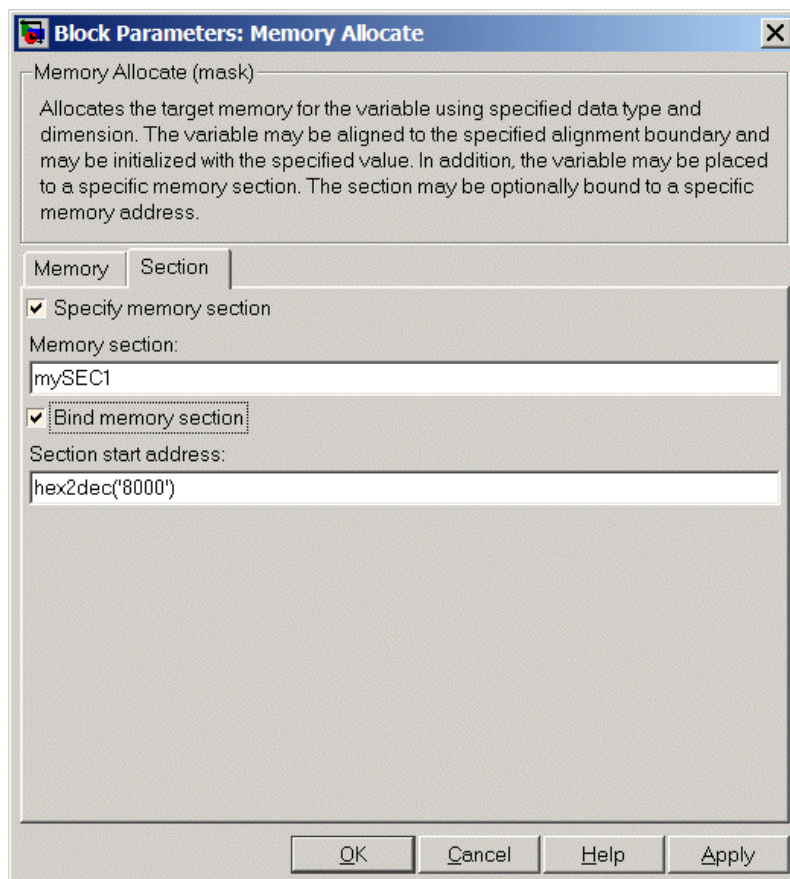 Block Parameters: Memory Allocate
Memory Allocate (mask)
Allocates the target memory for the variable using specified data type and
dimension. The variable may be aligned to the specified alignment boundary and
may be initialized with the specified value. In addition, the variable may be placed
to a specific memory section. The section may be optionally bound to a specific
memory address.
Memory Section
Specify memory section
Memory section:
mySEC1
Bind memory section
Section start address:
hex2dec('8000')
OK Cancel Help Apply